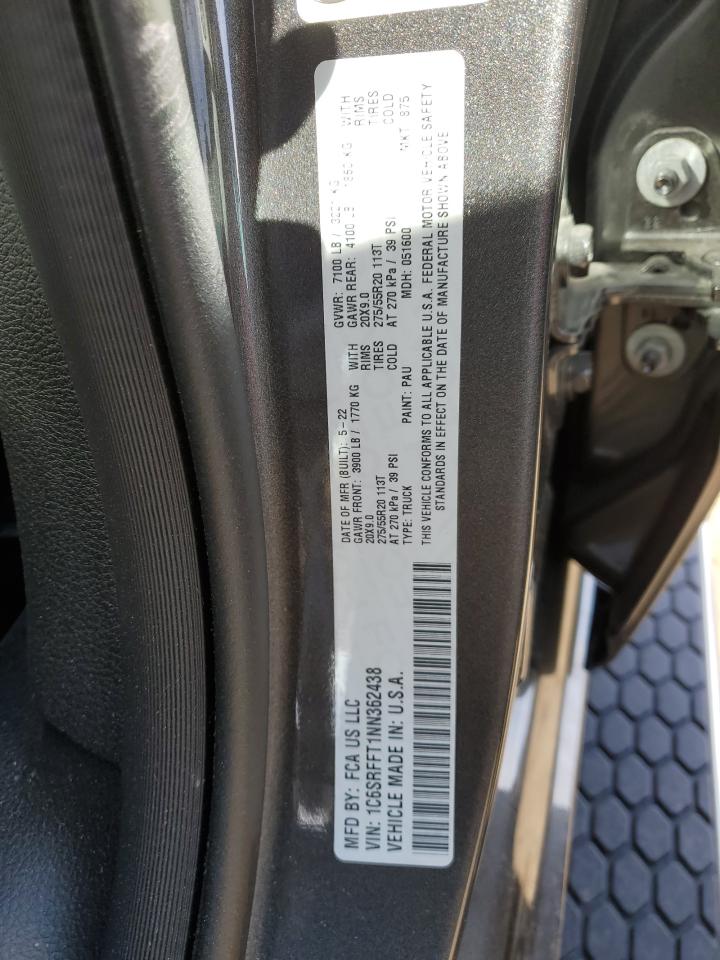 MFD BY: FCA US LLC
VIN: 1C6SRFFT1NN362438
VEHICLE MADE IN: U.S.A.
DATE OF MFR (BUILT): 5-22 GVWR: 7100 LB / KG
GAWR FRONT: 3900 LB / 1770 KG WITH GAWR REAR: 4100 LB KG WITH
20X9.0 RIMS 20X9.0 RIMS
275/55R20 113T TIRES 275/55R20 113T TIRES
AT 270 kPa / 39 PSI COLD AT 270 kPa / 39 PSI COLD
TYPE: TRUCK PAINT: PAU MDH: 051600 MKT 875
THIS VEHICLE CONFORMS TO ALL APPLICABLE U.S.A. FEDERAL MOTOR VEHICLE SAFETY
STANDARDS IN EFFECT ON THE DATE OF MANUFACTURE SHOWN ABOVE